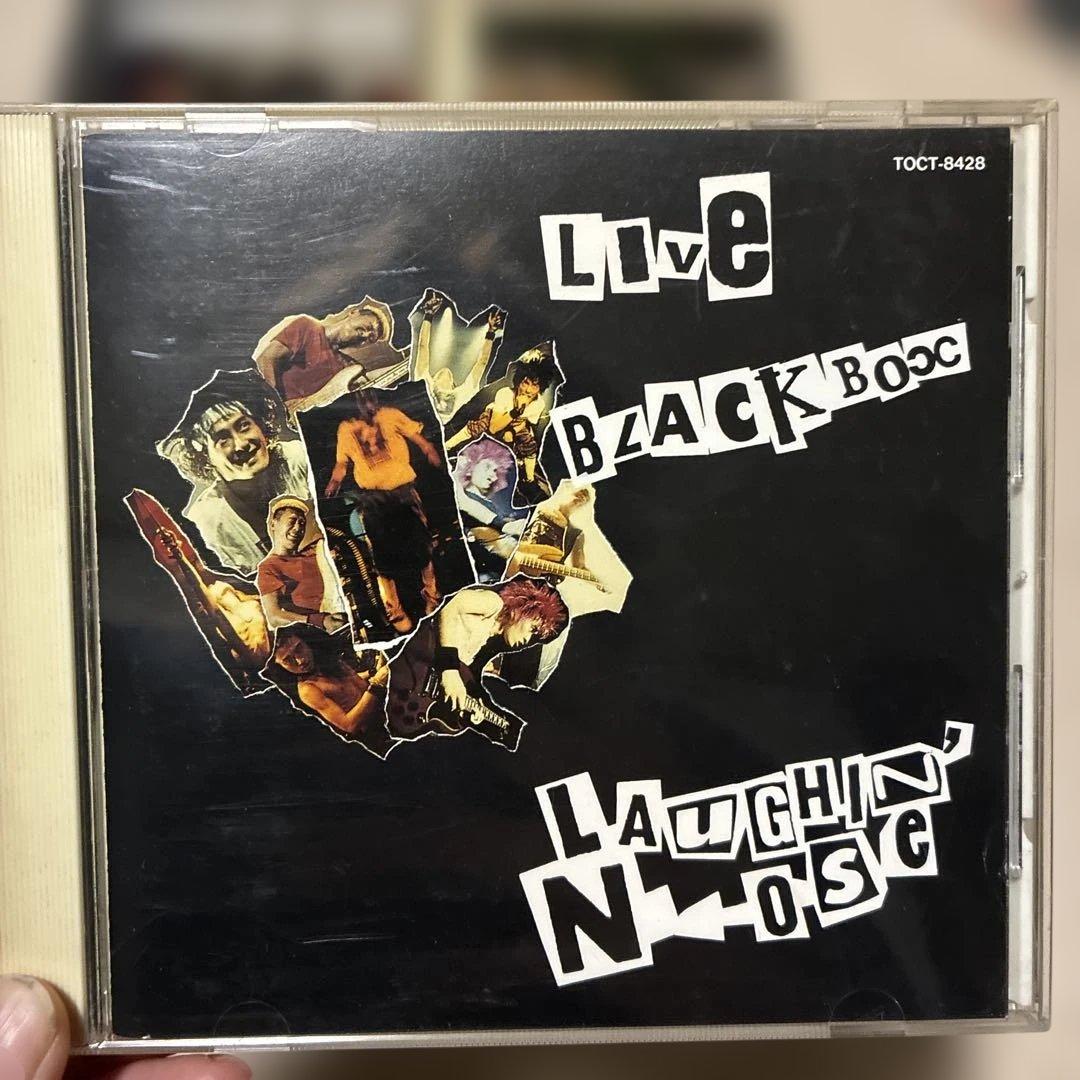 TOCT-8428
Live
BLACK BOX
LAUGHIN'
NOSE